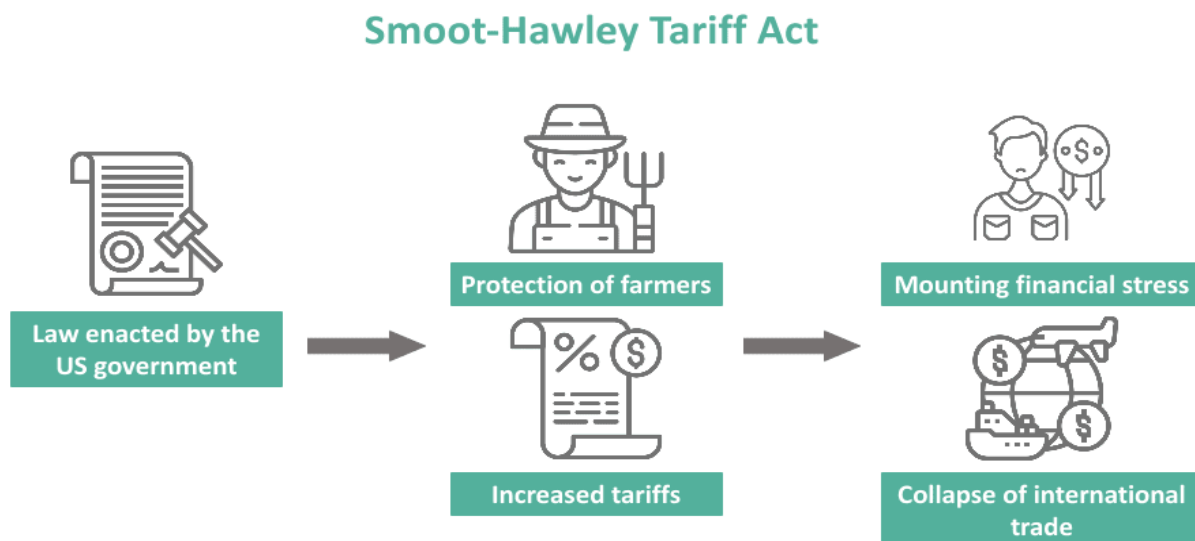 Smoot-Hawley Tariff Act
Law enacted by the
US government
Protection of farmers
%
$
Increased tariffs
$
Mounting financial stress
$
$
Collapse of international
trade